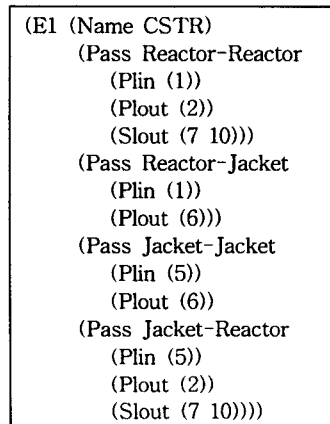 (E1 (Name CSTR)
(Pass Reactor-Reactor
(Plin (1))
(Plout (2))
(Slout (7 10)))
(Pass Reactor-Jacket
(Plin (1))
(Plout (6)))
(Pass Jacket-Jacket
(Plin (5))
(Plout (6))
(Pass Jacket-Reactor
(Plin (5))
(Plout (2))
(Slout (7 10))))